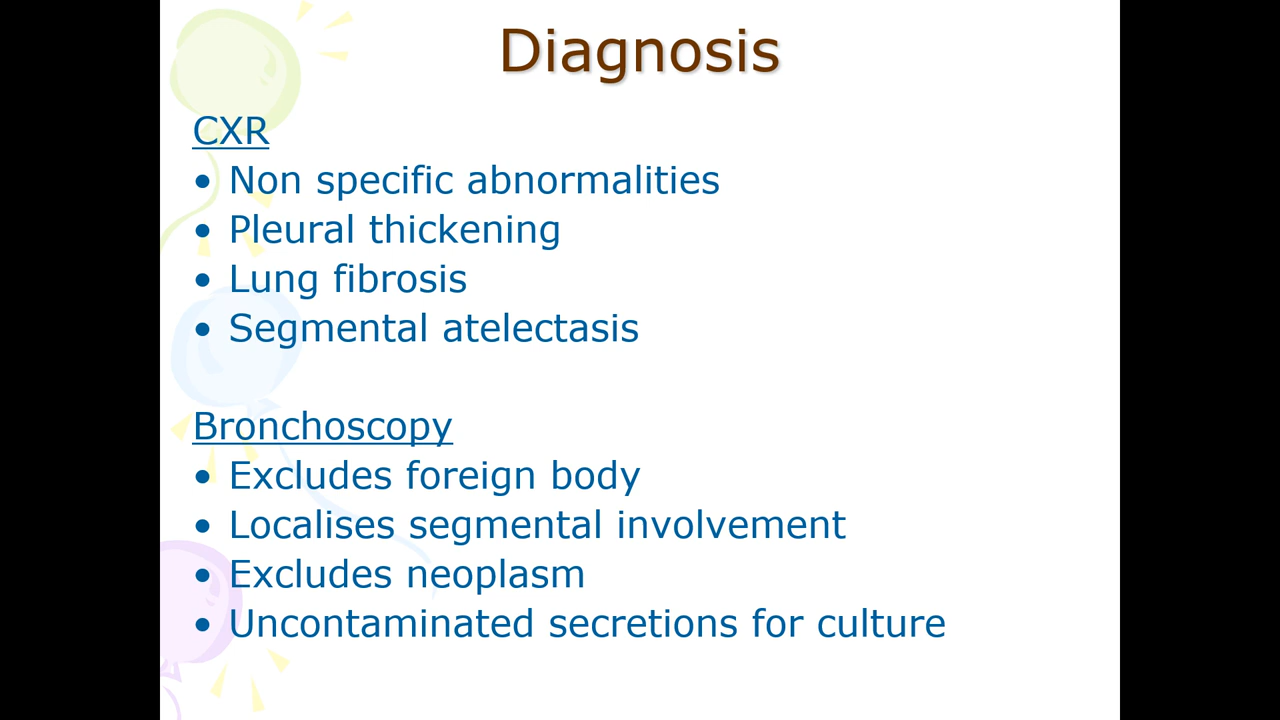 Diagnosis
CXR
• Non specific abnormalities
• Pleural thickening
• Lung fibrosis
• Segmental atelectasis
Bronchoscopy
• Excludes foreign body
• Localises segmental involvement
• Excludes neoplasm
• Uncontaminated secretions for culture